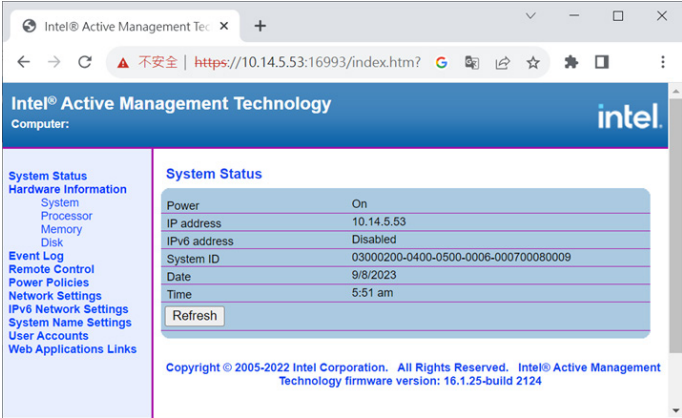 Intel® Active Management Tec
不安全 | https://10.14.5.53:16993/index.htm?
Intel® Active Management Technology
Computer:
intel.
System Status
Hardware Information
System
Processor
Memory
Disk
Event Log
Remote Control
Power Policies
Network Settings
IPv6 Network Settings
System Name Settings
User Accounts
Web Applications Links
System Status
Power On
IP address 10.14.5.53
IPv6 address Disabled
System ID 03000200-0400-0500-0006-000700080009
Date 9/8/2023
Time 5:51 am
Refresh
Copyright © 2005-2022 Intel Corporation. All Rights Reserved. Intel® Active Management
Technology firmware version: 16.1.25-build 2124